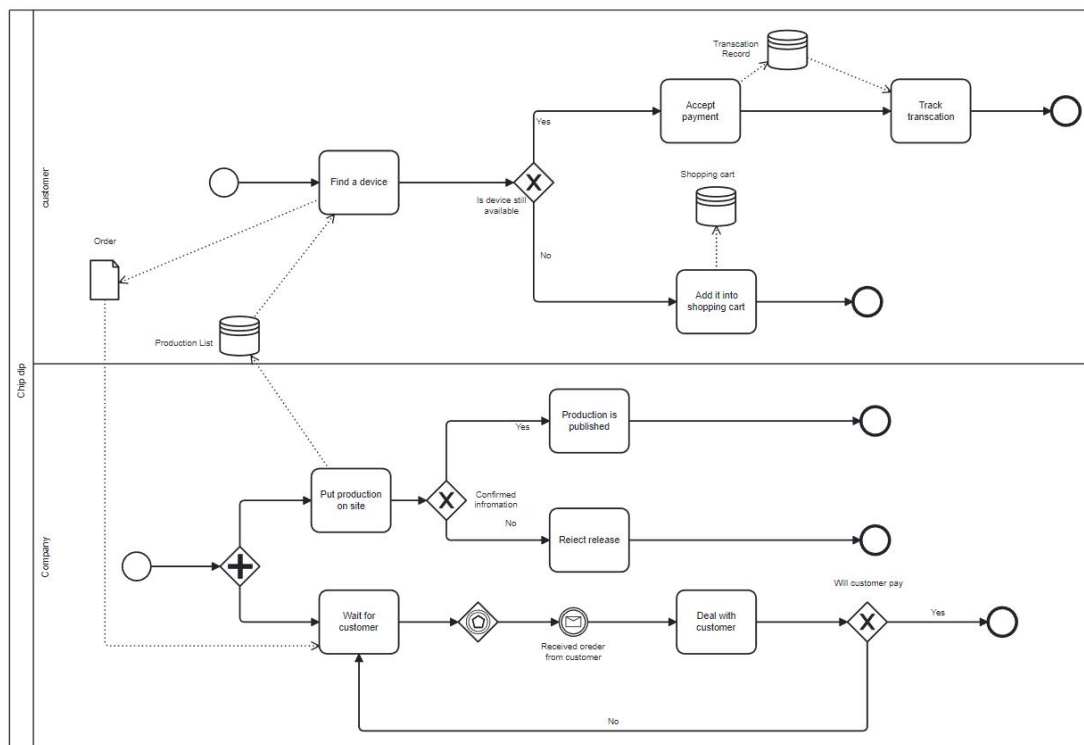 Chip dip
customer
Transcation
Record
Accept
payment
Track
transcation
Yes
Find a device
Is device still
available
Shopping cart
Order
No
Add it into
shopping cart
Production List
Company
Production is
published
Yes
Put production
on site
Confirmed
infromation
No
Reiect release
Will customer pay
Wait for
customer
Deal with
customer
Yes
Received oreder
from customer
No